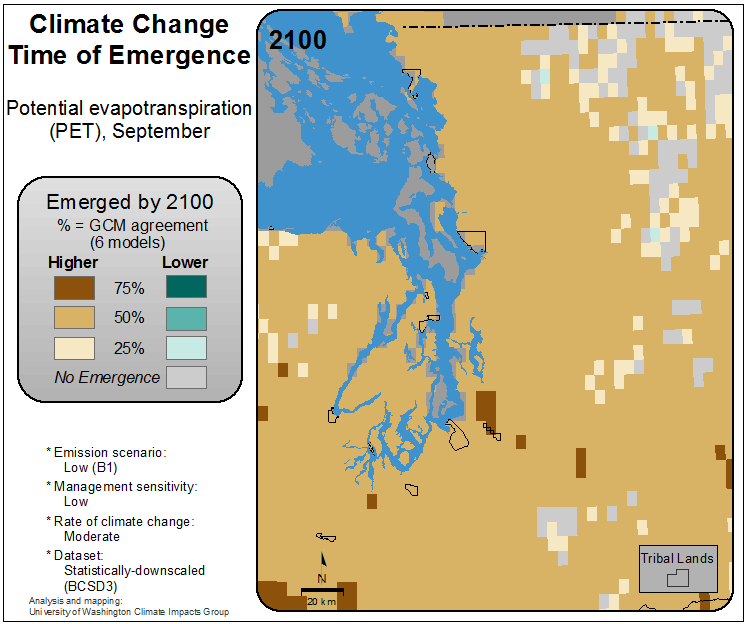 Climate Change
Time of Emergence
Potential evapotranspiration
(PET), September
Emerged by 2100
% = GCM agreement
(6 models)
Higher Lower
75%
50%
25%
No Emergence
* Emission scenario:
Low (B1)
* Management sensitivity:
Low
* Rate of climate change:
Moderate
* Dataset:
Statistically-downscaled
(BCSD3)
Analysis and mapping:
University of Washington Climate Impacts Group
2100
N
20 km
Tribal Lands